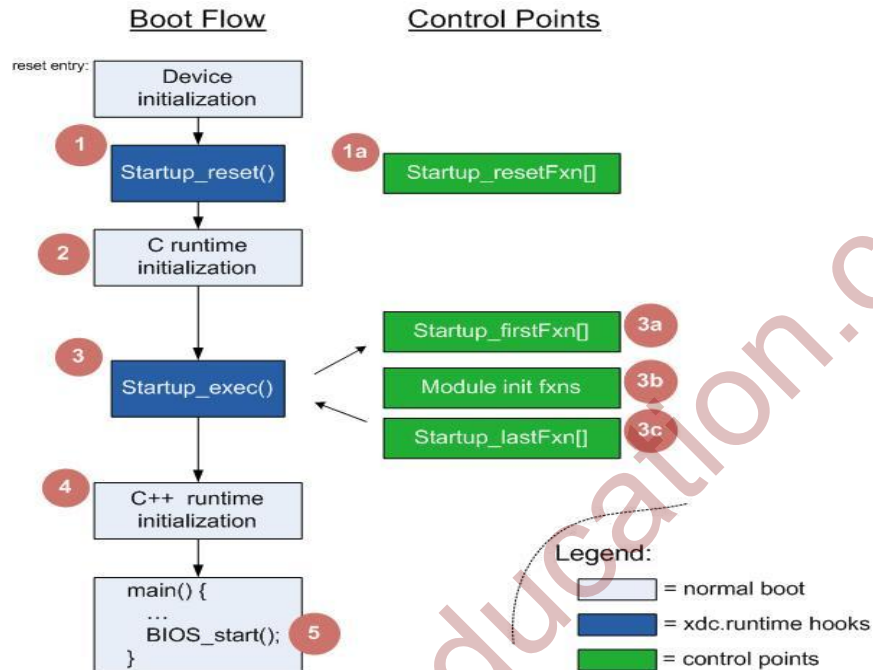 Boot Flow
Control Points
reset entry:
Device
initialization
1
Startup_reset()
1a
Startup_resetFxn[]
2
C runtime
initialization
3
Startup_exec()
Startup_firstFxn[]
3a
Module init fxns
3b
Startup_lastFxn[]
3c
4
C++ runtime
initialization
main() {
...
BIOS_start();
}
5
Legend:
= normal boot
= xdc.runtime hooks
= control points